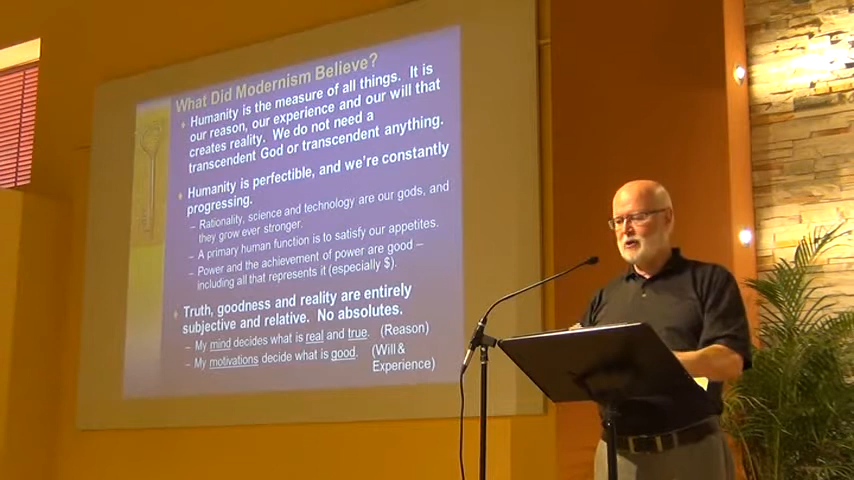 What Did Modernism Believe?
Humanity is the measure of all things. It is
our reason, our experience and our will that
creates reality. We do not need a
transcendent God or transcendent anything.
Humanity is perfectible, and we're constantly
progressing.
– Rationality, science and technology are our gods, and
they grow ever stronger.
– A primary human function is to satisfy our appetites.
– Power and the achievement of power are good –
including all that represents it (especially $).
Truth, goodness and reality are entirely
subjective and relative. No absolutes.
– My mind decides what is real and true. (Reason)
– My motivations decide what is good. (Will &
Experience)